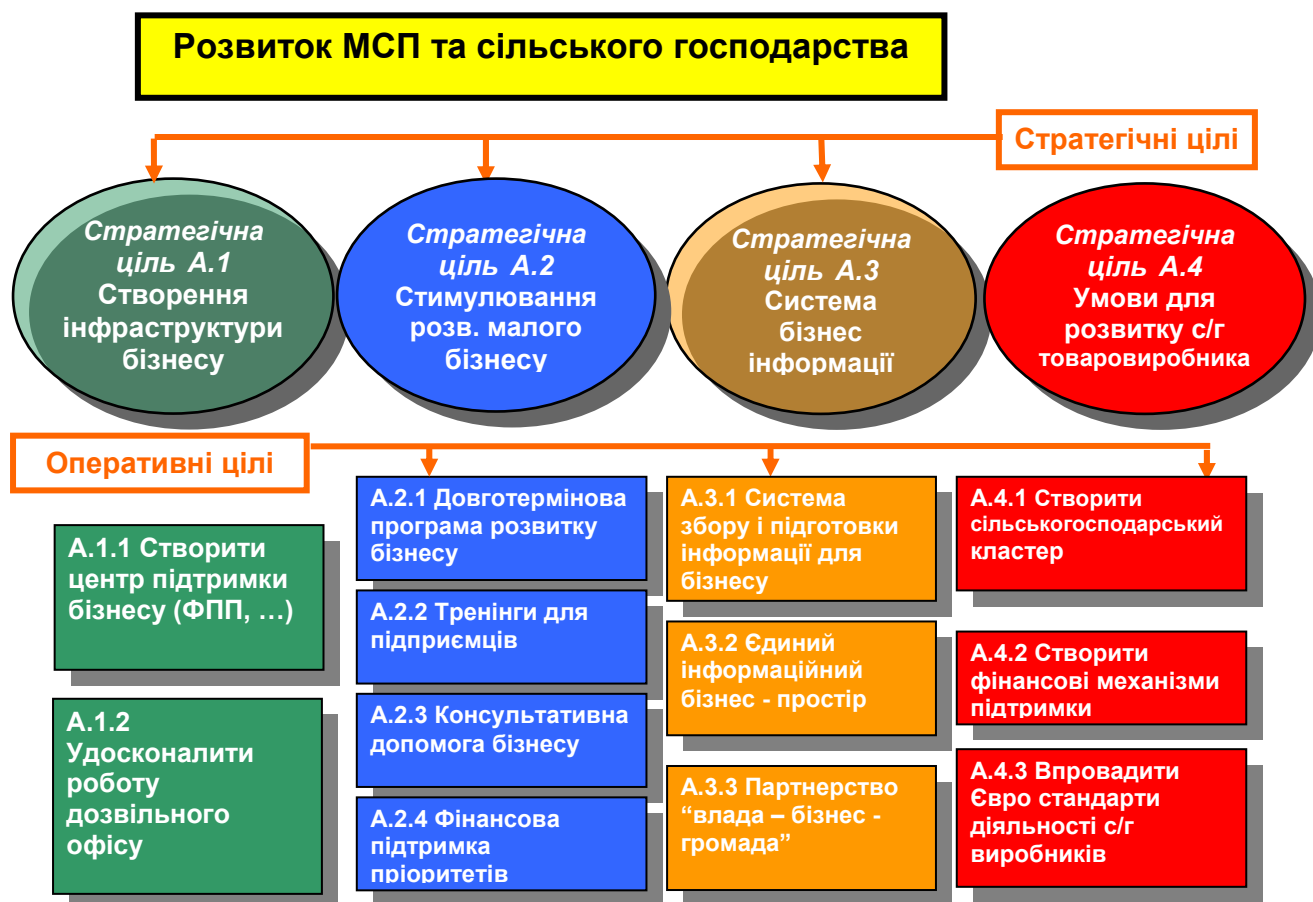 Розвиток МСП та сільського господарства
Стратегічні цілі
Стратегічна
ціль А.1
Створення
інфраструктури
бізнесу
Стратегічна
ціль А.2
Стимулювання
розв. малого
бізнесу
Стратегічна
ціль А.3
Система
бізнес
інформації
Стратегічна
ціль А.4
Умови для
розвитку с/г
товаровиробника
Оперативні цілі
А.1.1 Створити
центр підтримки
бізнесу (ФПП, …)
А.1.2
Удосконалити
роботу
дозвільного
офісу
А.2.1 Довготермінова
програма розвитку
бізнесу
А.2.2 Тренінги для
підприємців
А.2.3 Консультативна
допомога бізнесу
А.2.4 Фінансова
підтримка
пріоритетів
А.3.1 Система
збору і підготовки
інформації для
бізнесу
А.3.2 Єдиний
інформаційний
бізнес - простір
А.3.3 Партнерство
“влада – бізнес -
громада”
А.4.1 Створити
сільськогосподарський
кластер
А.4.2 Створити
фінансові механізми
підтримки
А.4.3 Впровадити
Євро стандарти
діяльності с/г
виробників